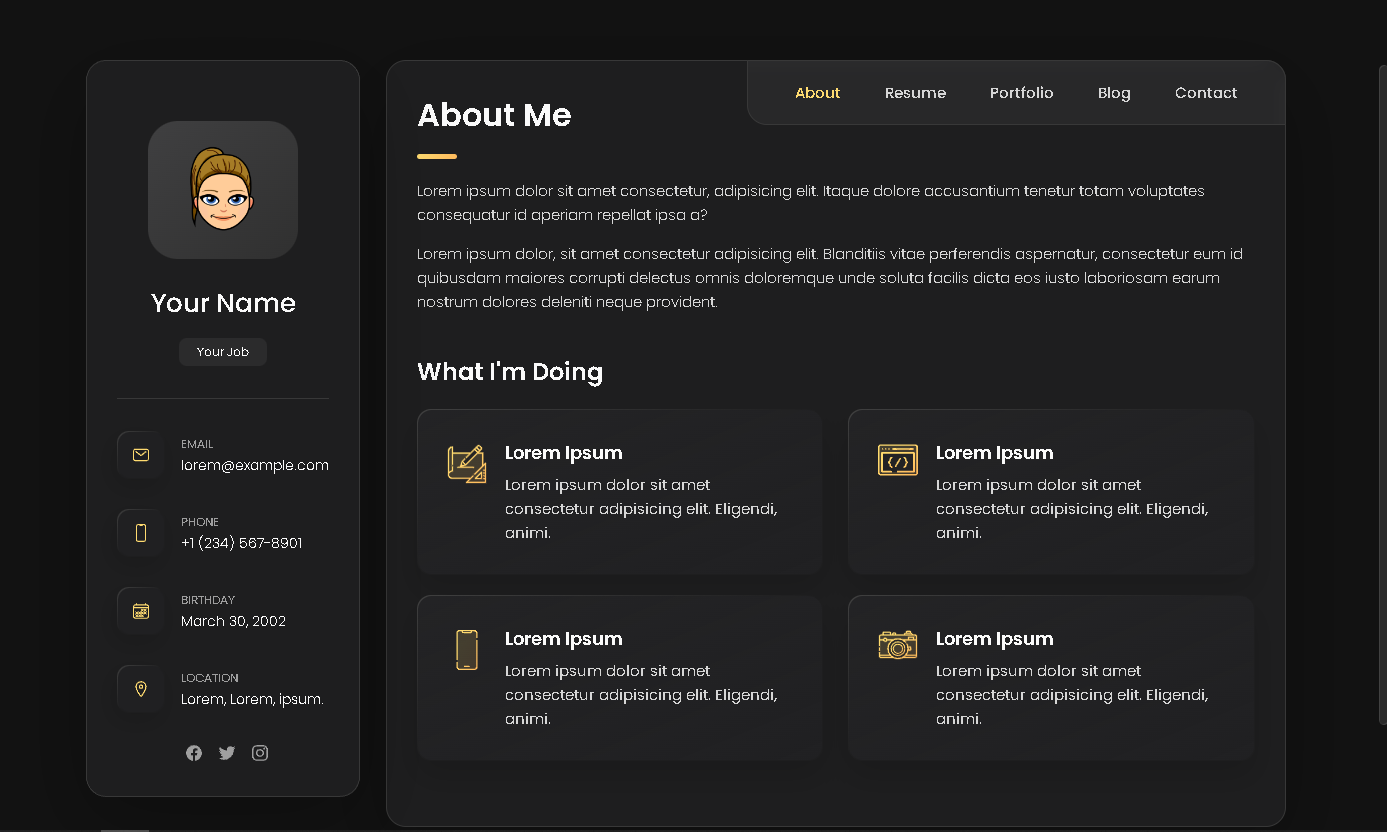 Your Name
Your Job
EMAIL
lorem@example.com
PHONE
+1 (234) 567-8901
BIRTHDAY
March 30, 2002
LOCATION
Lorem, Lorem, ipsum.
About Resume Portfolio Blog Contact
About Me
Lorem ipsum dolor sit amet consectetur, adipisicing elit. Itaque dolore accusantium tenetur totam voluptates
consequatur id aperiam repellat ipsa a?
Lorem ipsum dolor, sit amet consectetur adipisicing elit. Blanditiis vitae perferendis aspernatur, consectetur eum id
quibusdam maiores corrupti delectus omnis doloremque unde soluta facilis dicta eos iusto laboriosam earum
nostrum dolores deleniti neque provident.
What I'm Doing
Lorem Ipsum
Lorem ipsum dolor sit amet
consectetur adipisicing elit. Eligendi,
animi.
Lorem Ipsum
Lorem ipsum dolor sit amet
consectetur adipisicing elit. Eligendi,
animi.
Lorem Ipsum
Lorem ipsum dolor sit amet
consectetur adipisicing elit. Eligendi,
animi.
Lorem Ipsum
Lorem ipsum dolor sit amet
consectetur adipisicing elit. Eligendi,
animi.